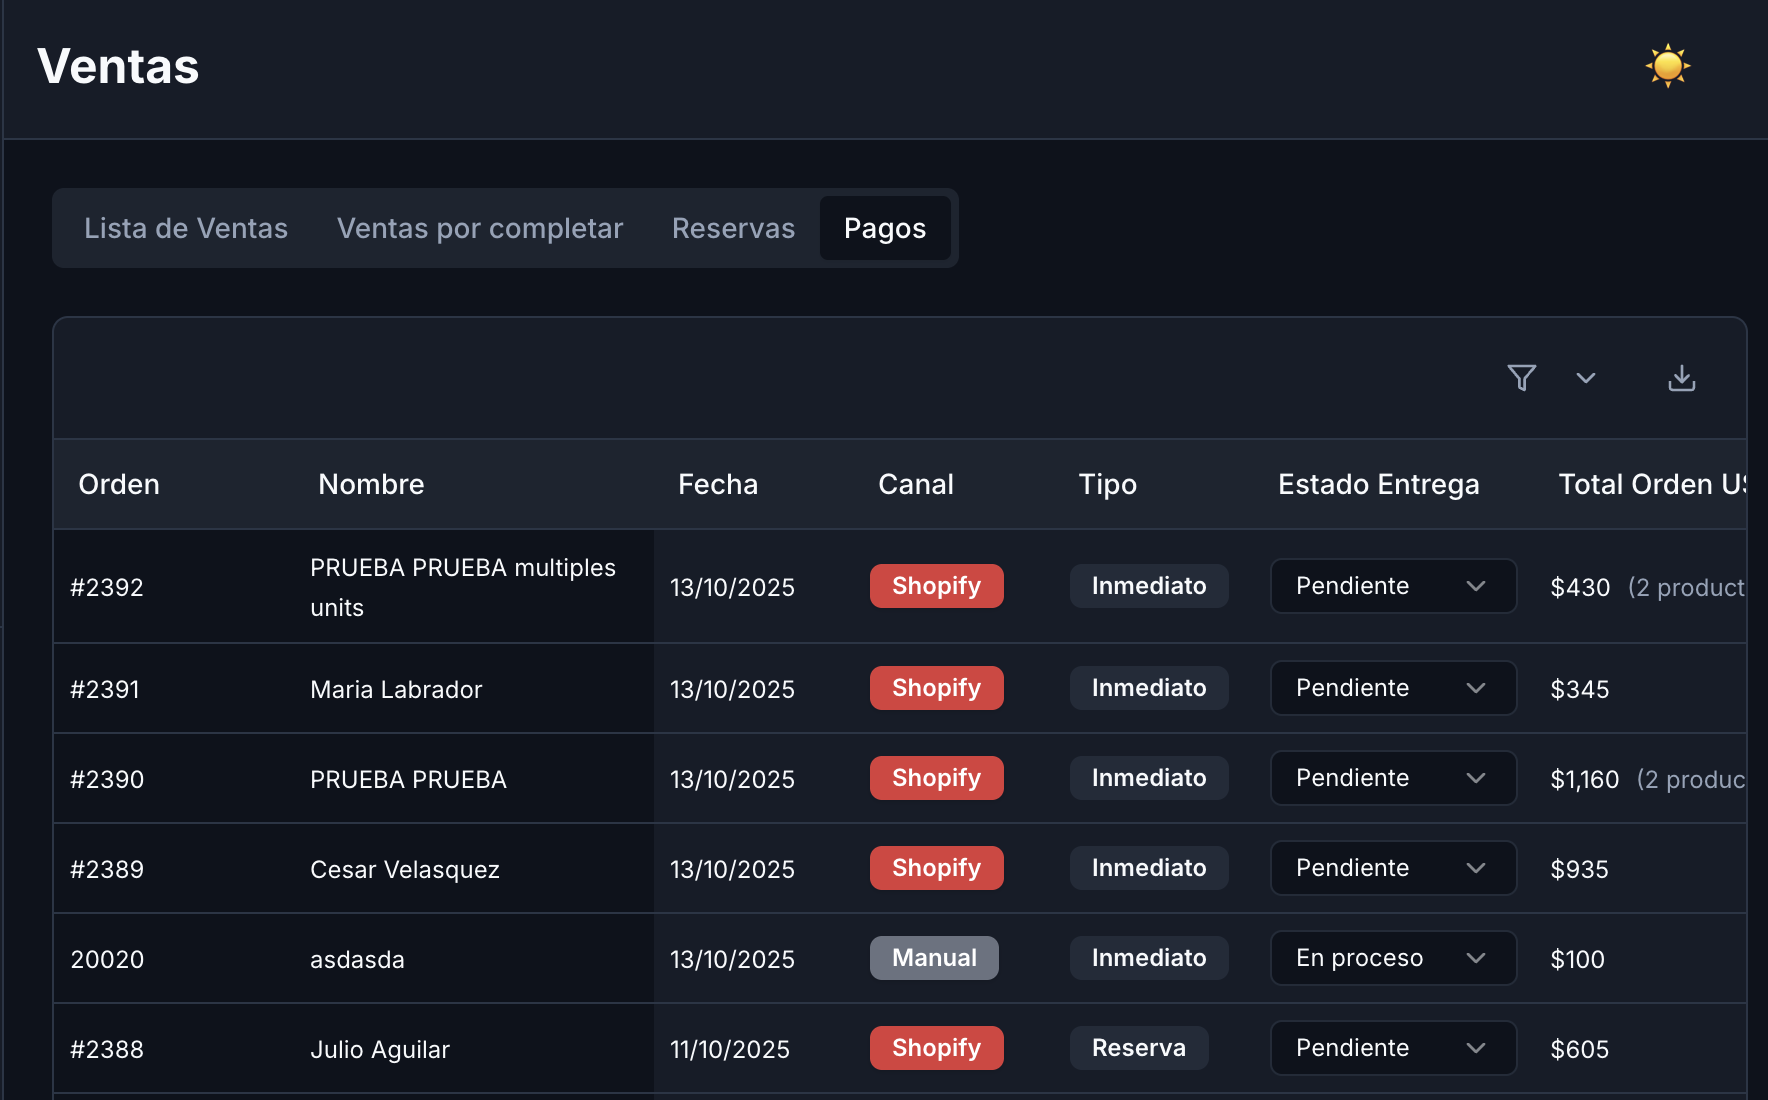 Ventas
Lista de Ventas Ventas por completar Reservas Pagos
Orden Nombre Fecha Canal Tipo Estado Entrega Total Orden
#2392 PRUEBA PRUEBA multiples units 13/10/2025 Shopify Inmediato Pendiente $430 (2 product
#2391 Maria Labrador 13/10/2025 Shopify Inmediato Pendiente $345
#2390 PRUEBA PRUEBA 13/10/2025 Shopify Inmediato Pendiente $1,160 (2 produc
#2389 Cesar Velasquez 13/10/2025 Shopify Inmediato Pendiente $935
20020 asdasda 13/10/2025 Manual Inmediato En proceso $100
#2388 Julio Aguilar 11/10/2025 Shopify Reserva Pendiente $605